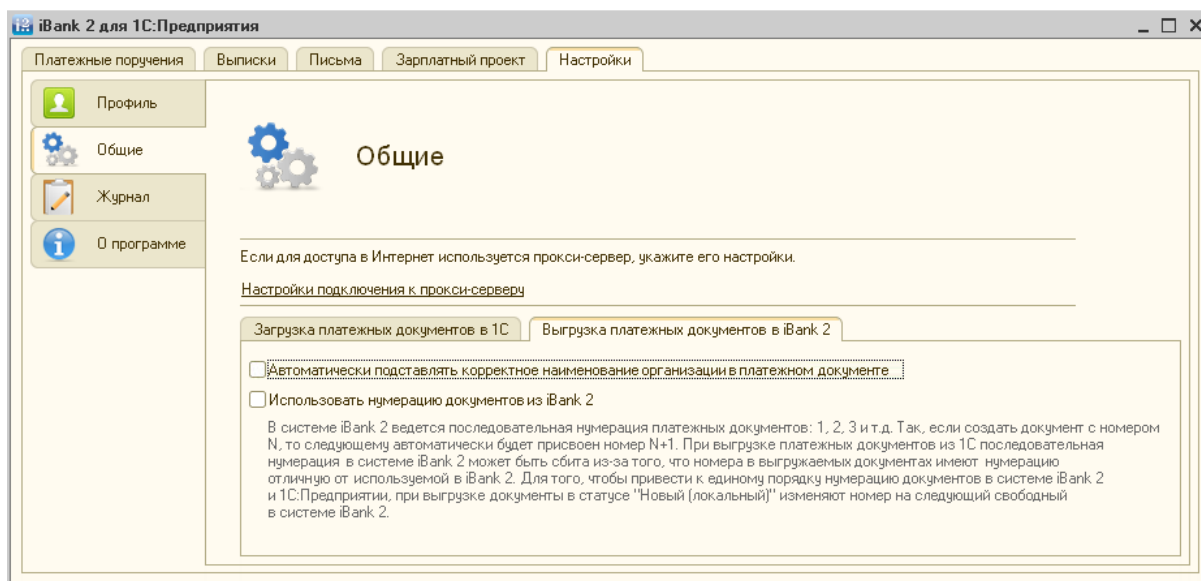 iBank 2 для 1С:Предприятия
Платежные поручения Выписки Письма Зарплатный проект Настройки
Профиль
Общие
Журнал
О программе
Общие
Если для доступа в Интернет используется прокси-сервер, укажите его настройки.
Настройки подключения к прокси-серверу
Загрузка платежных документов в 1С Выгрузка платежных документов в iBank 2
Автоматически подставлять корректное наименование организации в платежном документе
Использовать нумерацию документов из iBank 2
В системе iBank 2 ведется последовательная нумерация платежных документов: 1, 2, 3 и т.д. Так, если создать документ с номером
N, то следующему автоматически будет присвоен номер N+1. При выгрузке платежных документов из 1С последовательная
нумерация в системе iBank 2 может быть сбита из-за того, что номера в выгружаемых документах имеют нумерацию
отличную от используемой в iBank 2. Для того, чтобы привести к единому порядку нумерацию документов в системе iBank 2
и 1С:Предприятии, при выгрузке документы в статусе "Новый (локальный)" изменяют номер на следующий свободный
в системе iBank 2.